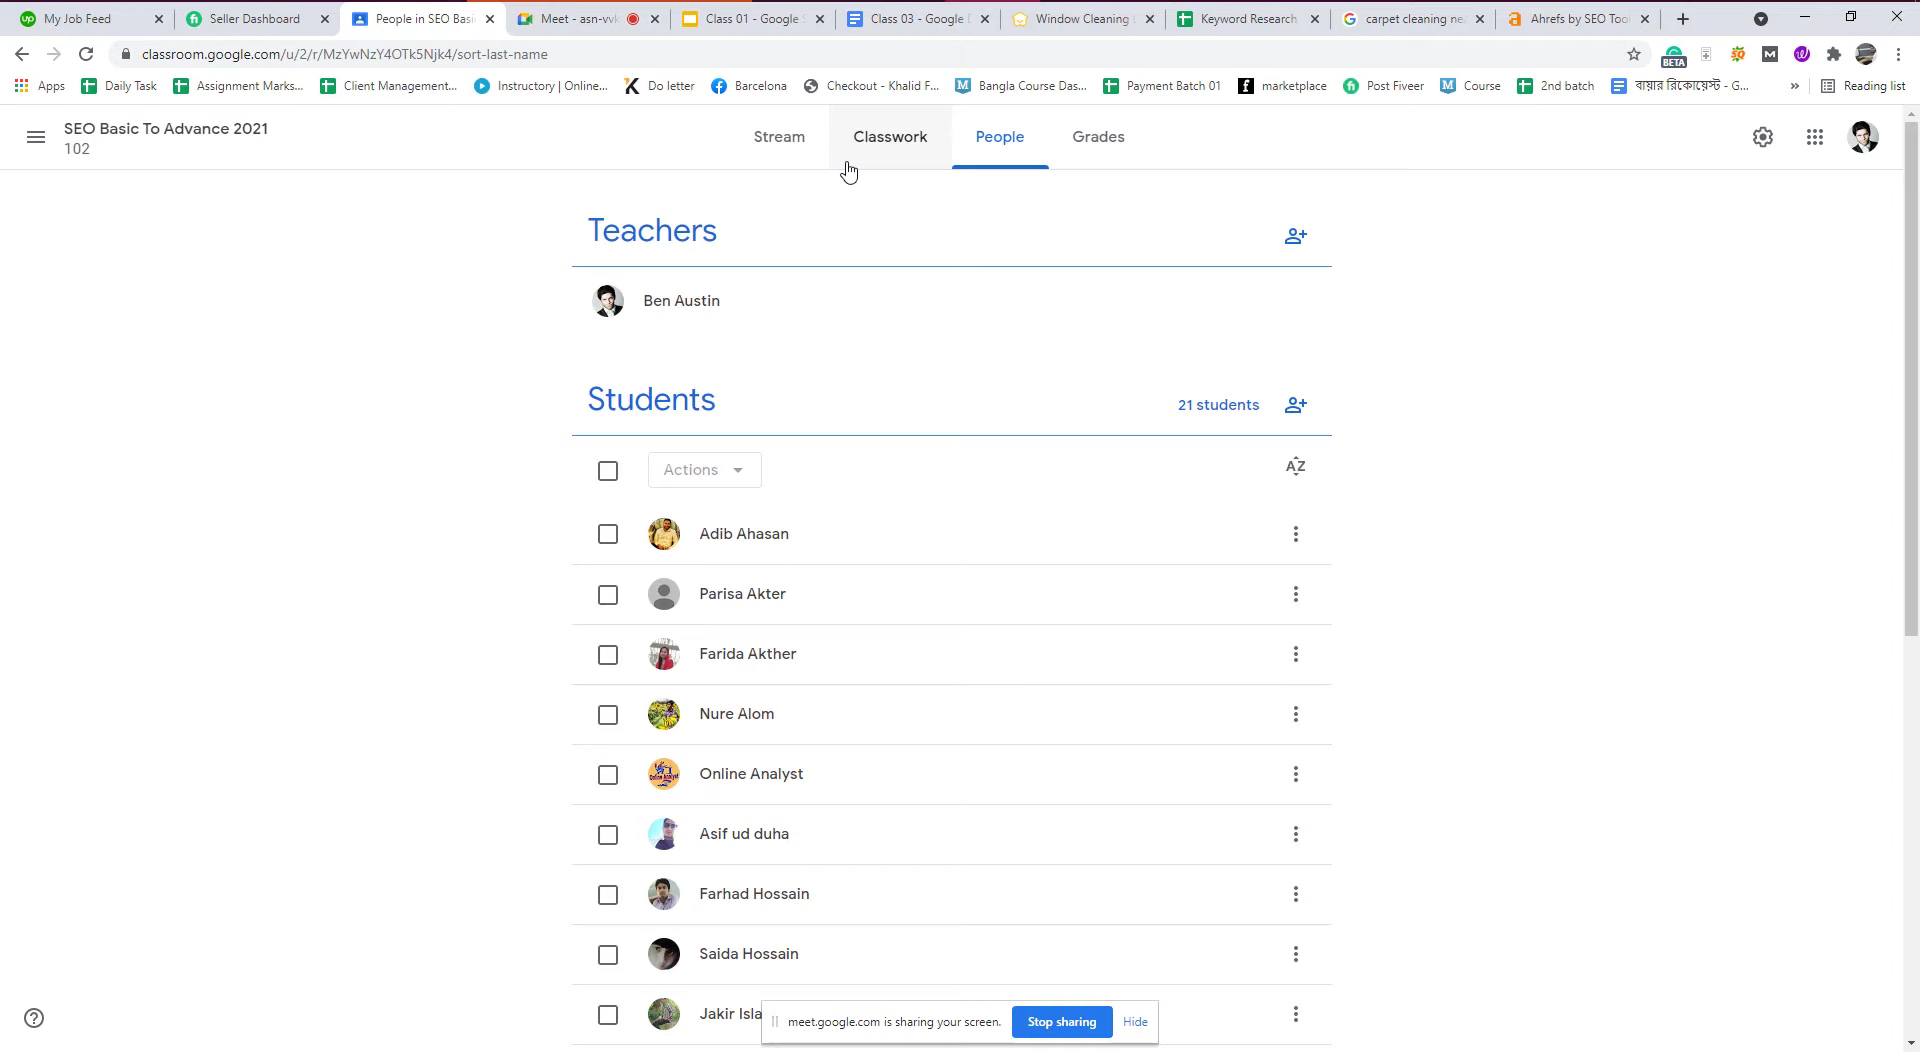 My Job Feed
Seller Dashboard
People in SEO Basi
Meet - asn-vvk
Class 01 - Google S
Class 03 - Google D
Window Cleaning
Keyword Research
carpet cleaning ne
Ahrefs by SEO Tool
classroom.google.com/u/2/r/MzYwNzY4OTk5Njk4/sort-last-name
BETA
Apps
Daily Task
Assignment Marks...
Client Management...
Instructory | Online...
Do letter
Barcelona
Checkout - Khalid F...
Bangla Course Das...
Payment Batch 01
marketplace
Post Fiveer
Course
2nd batch
বায়ার রিকোয়েস্ট - G...
»
Reading list
SEO Basic To Advance 2021
102
Stream
Classwork
People
Grades
Teachers
Ben Austin
Students
21 students
Actions
AZ
Adib Ahasan
Parisa Akter
Farida Akther
Nure Alom
Online Analyst
Asif ud duha
Farhad Hossain
Saida Hossain
Jakir Isla
meet.google.com is sharing your screen.
Stop sharing
Hide